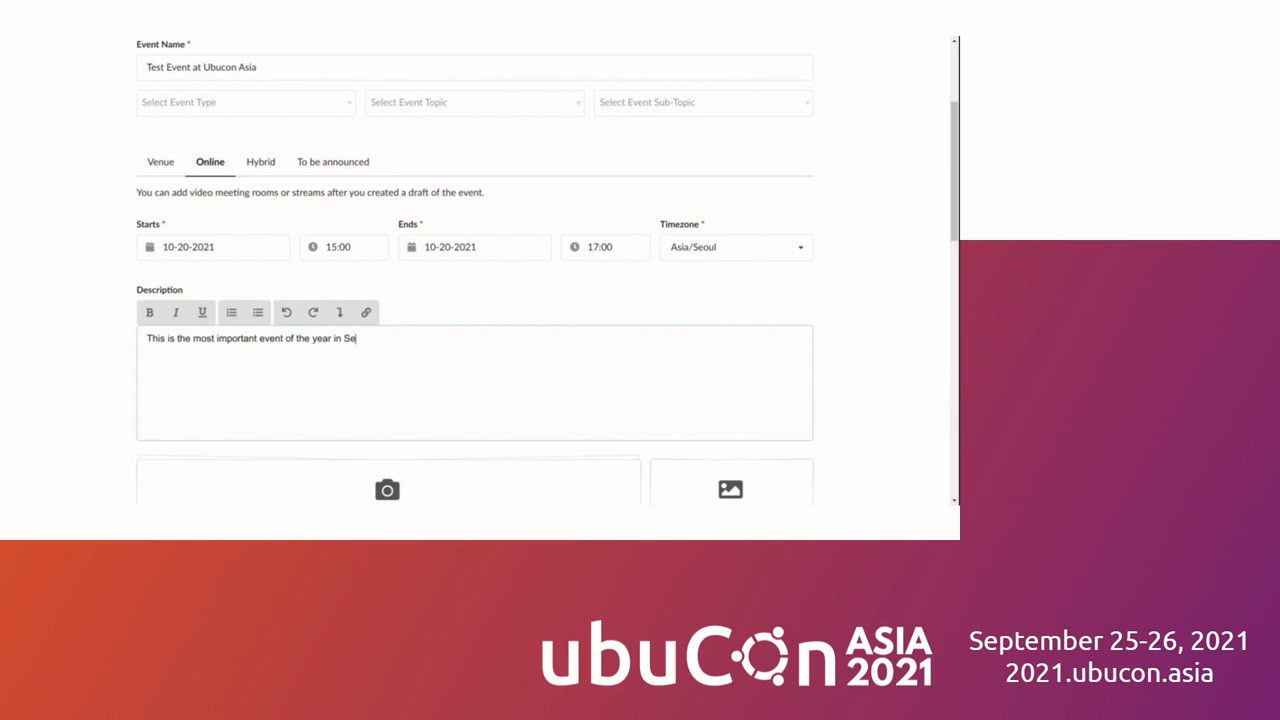 Event Name *
Test Event at Ubucon Asia
Select Event Type Select Event Topic Select Event Sub-Topic
Venue Online Hybrid To be announced
You can add video meeting rooms or streams after you created a draft of the event.
Starts * Ends * Timezone *
10-20-2021 15:00 10-20-2021 17:00 Asia/Seoul
Description
B I U
This is the most important event of the year in Se
ubuCon ASIA 2021
September 25-26, 2021
2021.ubucon.asia